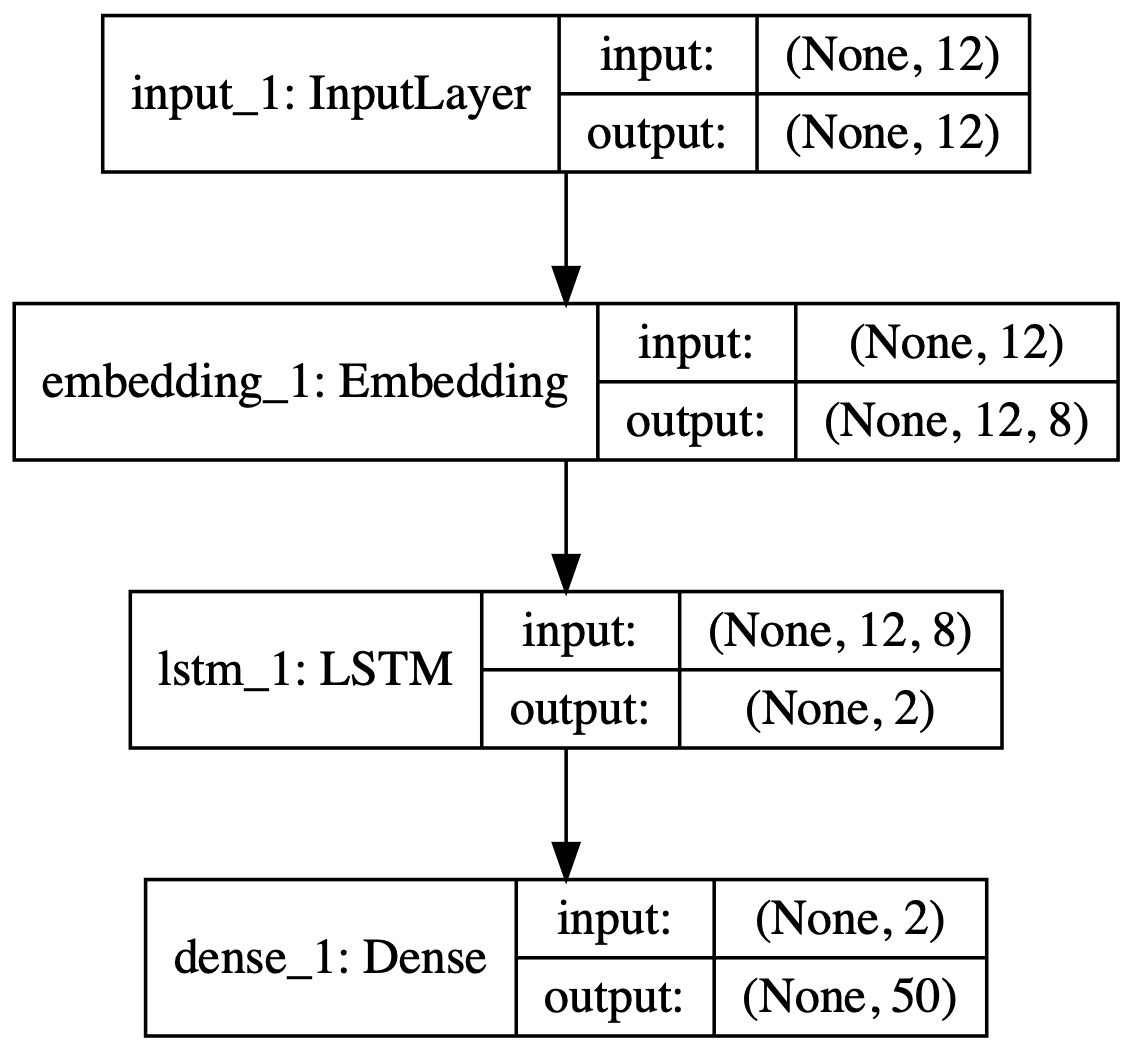 input_1: InputLayer
input: (None, 12)
output: (None, 12)
embedding_1: Embedding
input: (None, 12)
output: (None, 12, 8)
lstm_1: LSTM
input: (None, 12, 8)
output: (None, 2)
dense_1: Dense
input: (None, 2)
output: (None, 50)